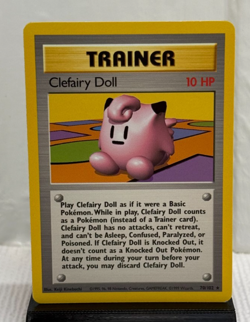 TRAINER
Clefairy Doll 10 HP
Play Clefairy Doll as if it were a Basic
Pokémon. While in play, Clefairy Doll counts
as a Pokémon (instead of a Trainer card).
Clefairy Doll has no attacks, can't retreat,
and can't be Asleep, Confused, Paralyzed, or
Poisoned. If Clefairy Doll is Knocked Out, it
doesn't count as a Knocked Out Pokémon.
At any time during your turn before your
attack, you may discard Clefairy Doll.